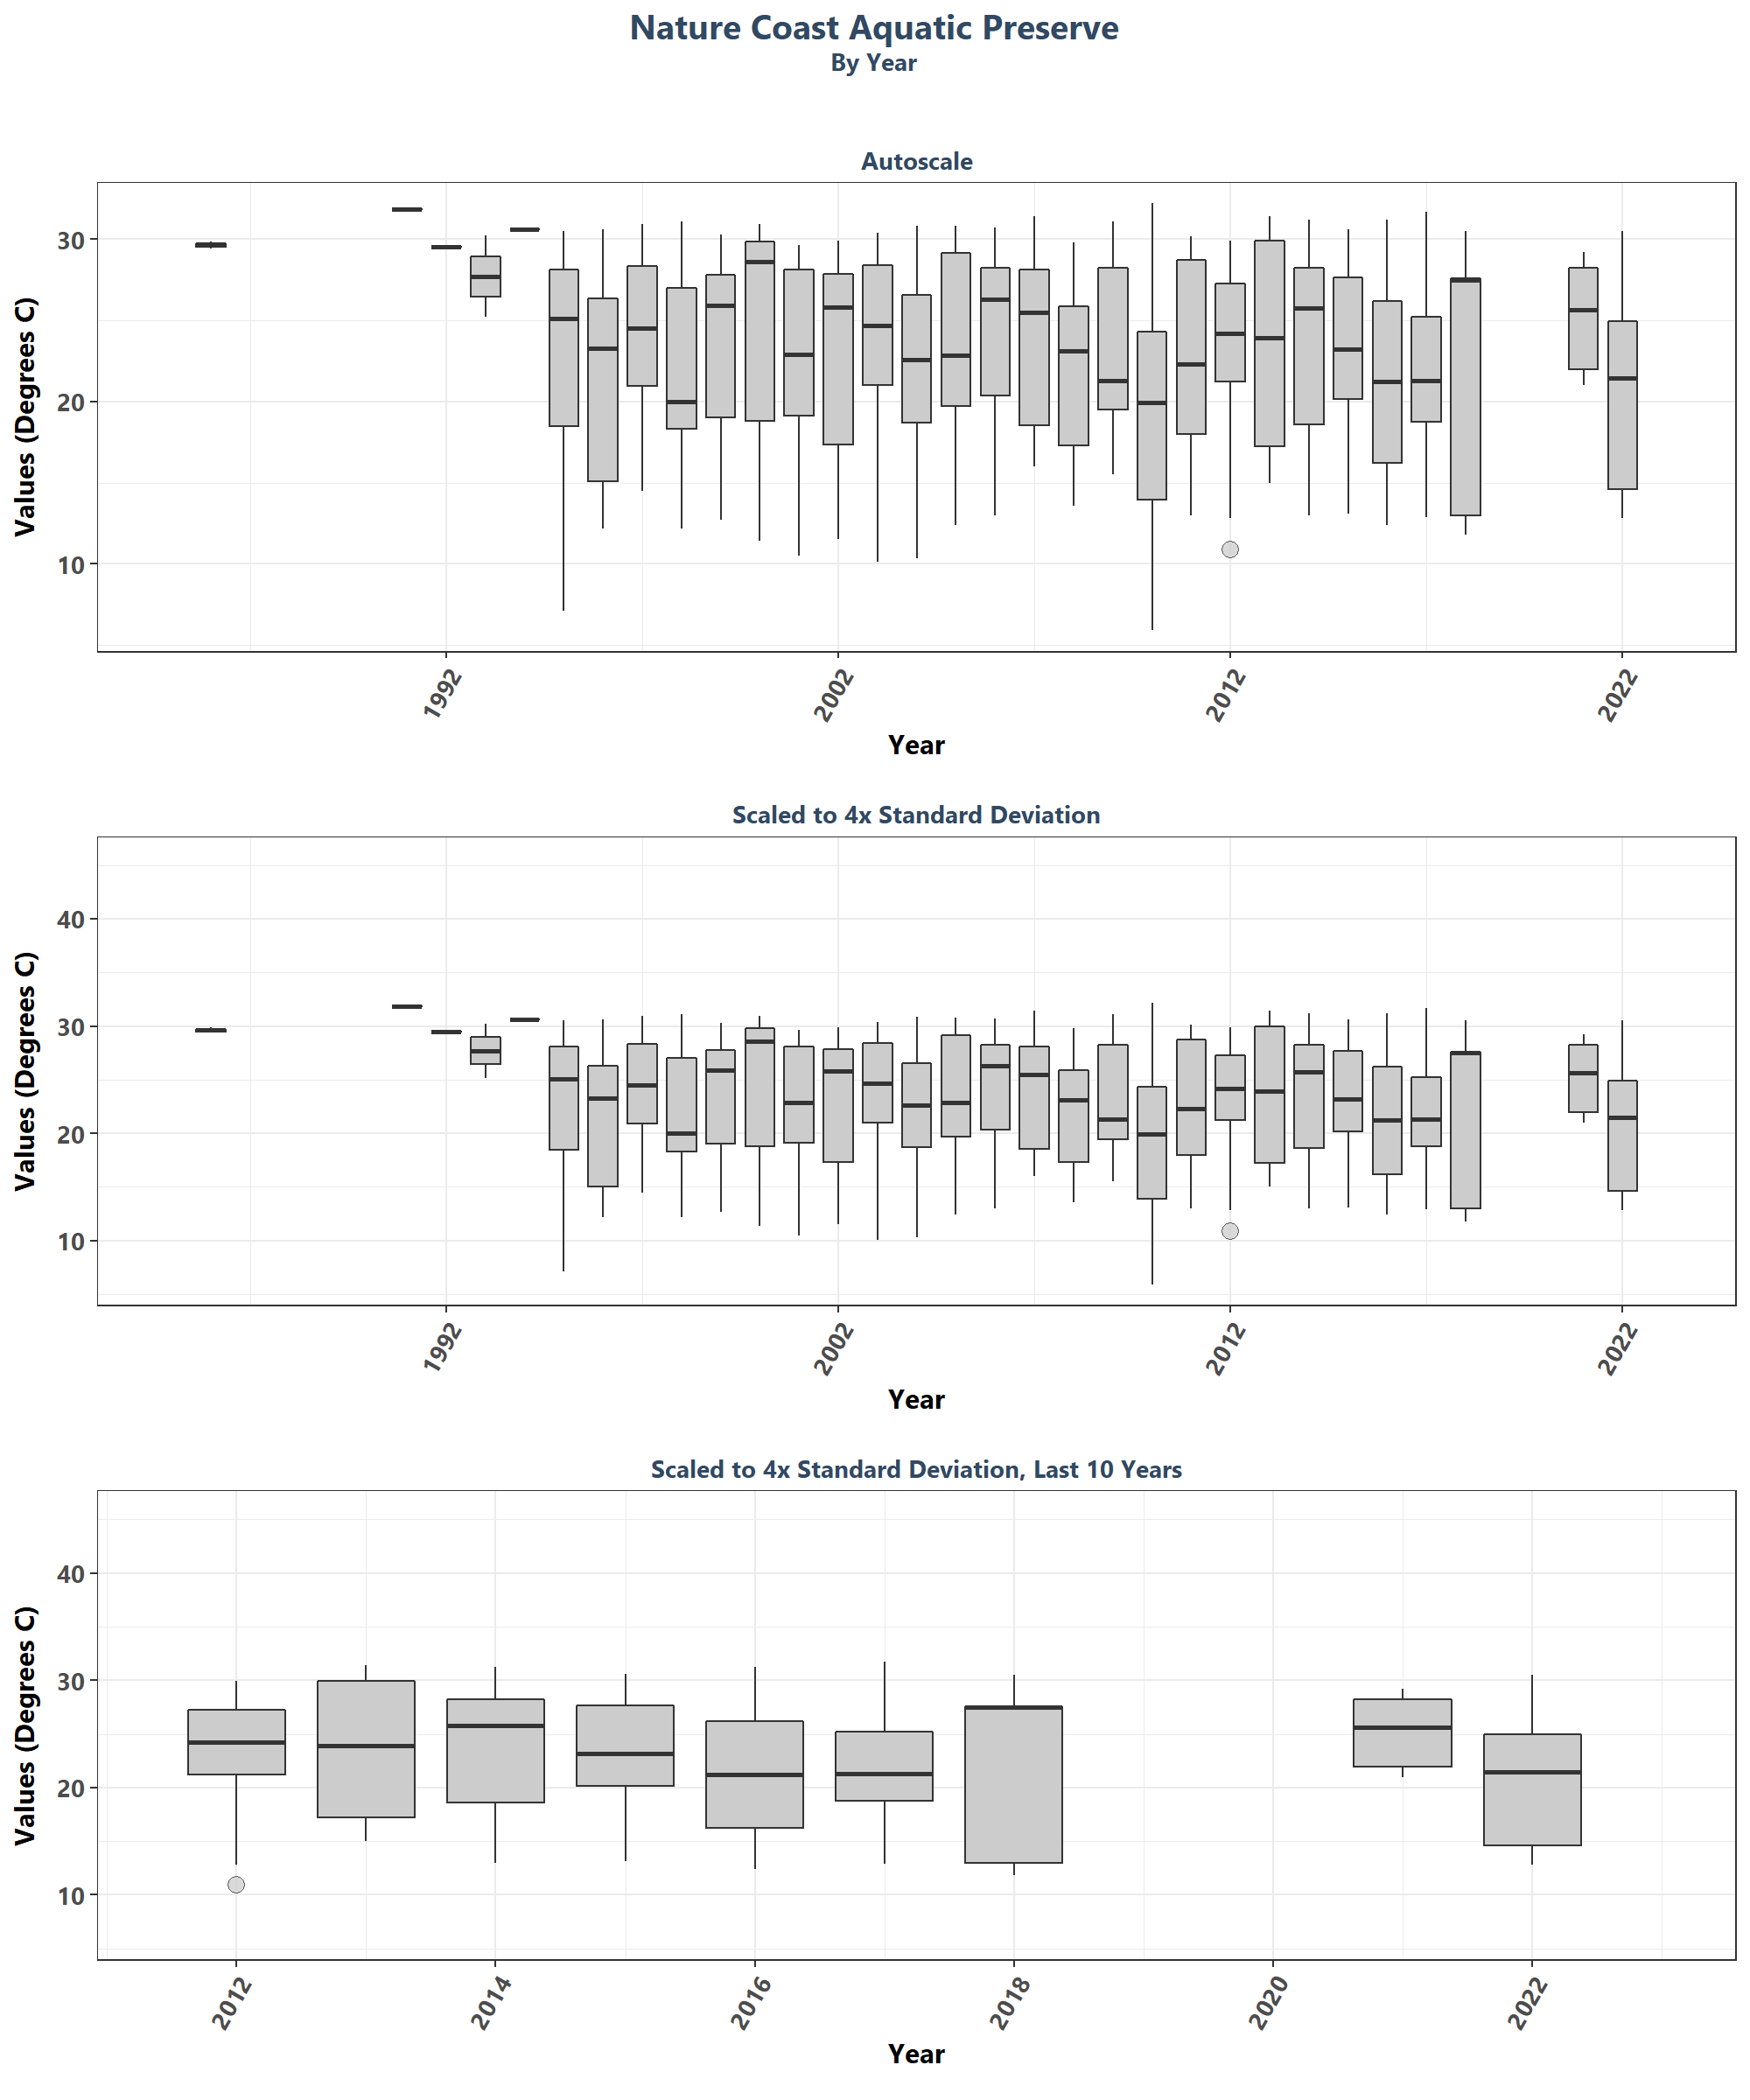 Nature Coast Aquatic Preserve
By Year
Autoscale
Values (Degrees C)
30
20
10
1992
2002
2012
2022
Year
Scaled to 4x Standard Deviation
Values (Degrees C)
40
30
20
10
1992
2002
2012
2022
Year
Scaled to 4x Standard Deviation, Last 10 Years
Values (Degrees C)
40
30
20
10
2012
2014
2016
2018
2020
2022
Year